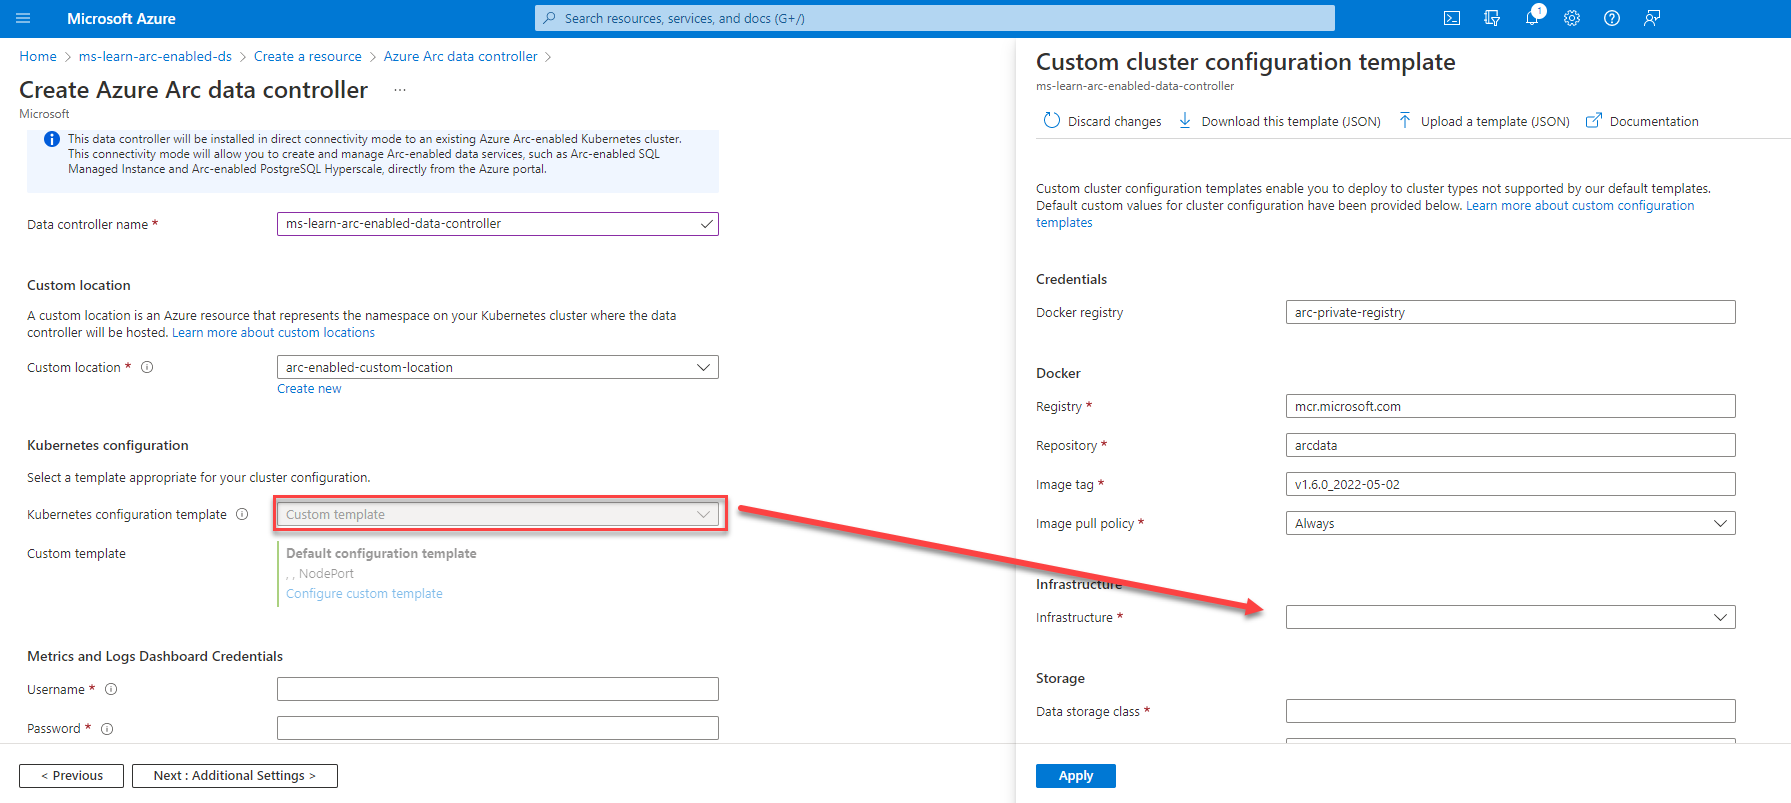 Microsoft Azure
Search resources, services, and docs (G+/)
1
Home > ms-learn-arc-enabled-ds > Create a resource > Azure Arc data controller >
Create Azure Arc data controller ...
Microsoft
This data controller will be installed in direct connectivity mode to an existing Azure Arc-enabled Kubernetes cluster.
This connectivity mode will allow you to create and manage Arc-enabled data services, such as Arc-enabled SQL
Managed Instance and Arc-enabled PostgreSQL Hyperscale, directly from the Azure portal.
Data controller name * ms-learn-arc-enabled-data-controller
Custom location
A custom location is an Azure resource that represents the namespace on your Kubernetes cluster where the data
controller will be hosted. Learn more about custom locations
Custom location * arc-enabled-custom-location
Create new
Kubernetes configuration
Select a template appropriate for your cluster configuration.
Kubernetes configuration template Custom template
Custom template Default configuration template
, , NodePort
Configure custom template
Metrics and Logs Dashboard Credentials
Username *
Password *
< Previous Next : Additional Settings >
Custom cluster configuration template
ms-learn-arc-enabled-data-controller
Discard changes Download this template (JSON) Upload a template (JSON) Documentation
Custom cluster configuration templates enable you to deploy to cluster types not supported by our default templates.
Default custom values for cluster configuration have been provided below. Learn more about custom configuration
templates
Credentials
Docker registry arc-private-registry
Docker
Registry * mcr.microsoft.com
Repository * arcdata
Image tag * v1.6.0_2022-05-02
Image pull policy * Always
Infrastructure
Infrastructure *
Storage
Data storage class *
Apply